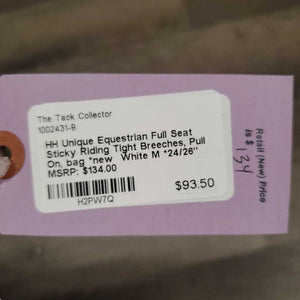 The Tack Collector
1002431-9
HH Unique Equestrian Full Seat
Sticky Riding Tight Breeches, Pull
On, bag *new White M *24/26"
MSRP: $134.00
$93.50
H2PW7Q
Retail (New) Price
is $ 134